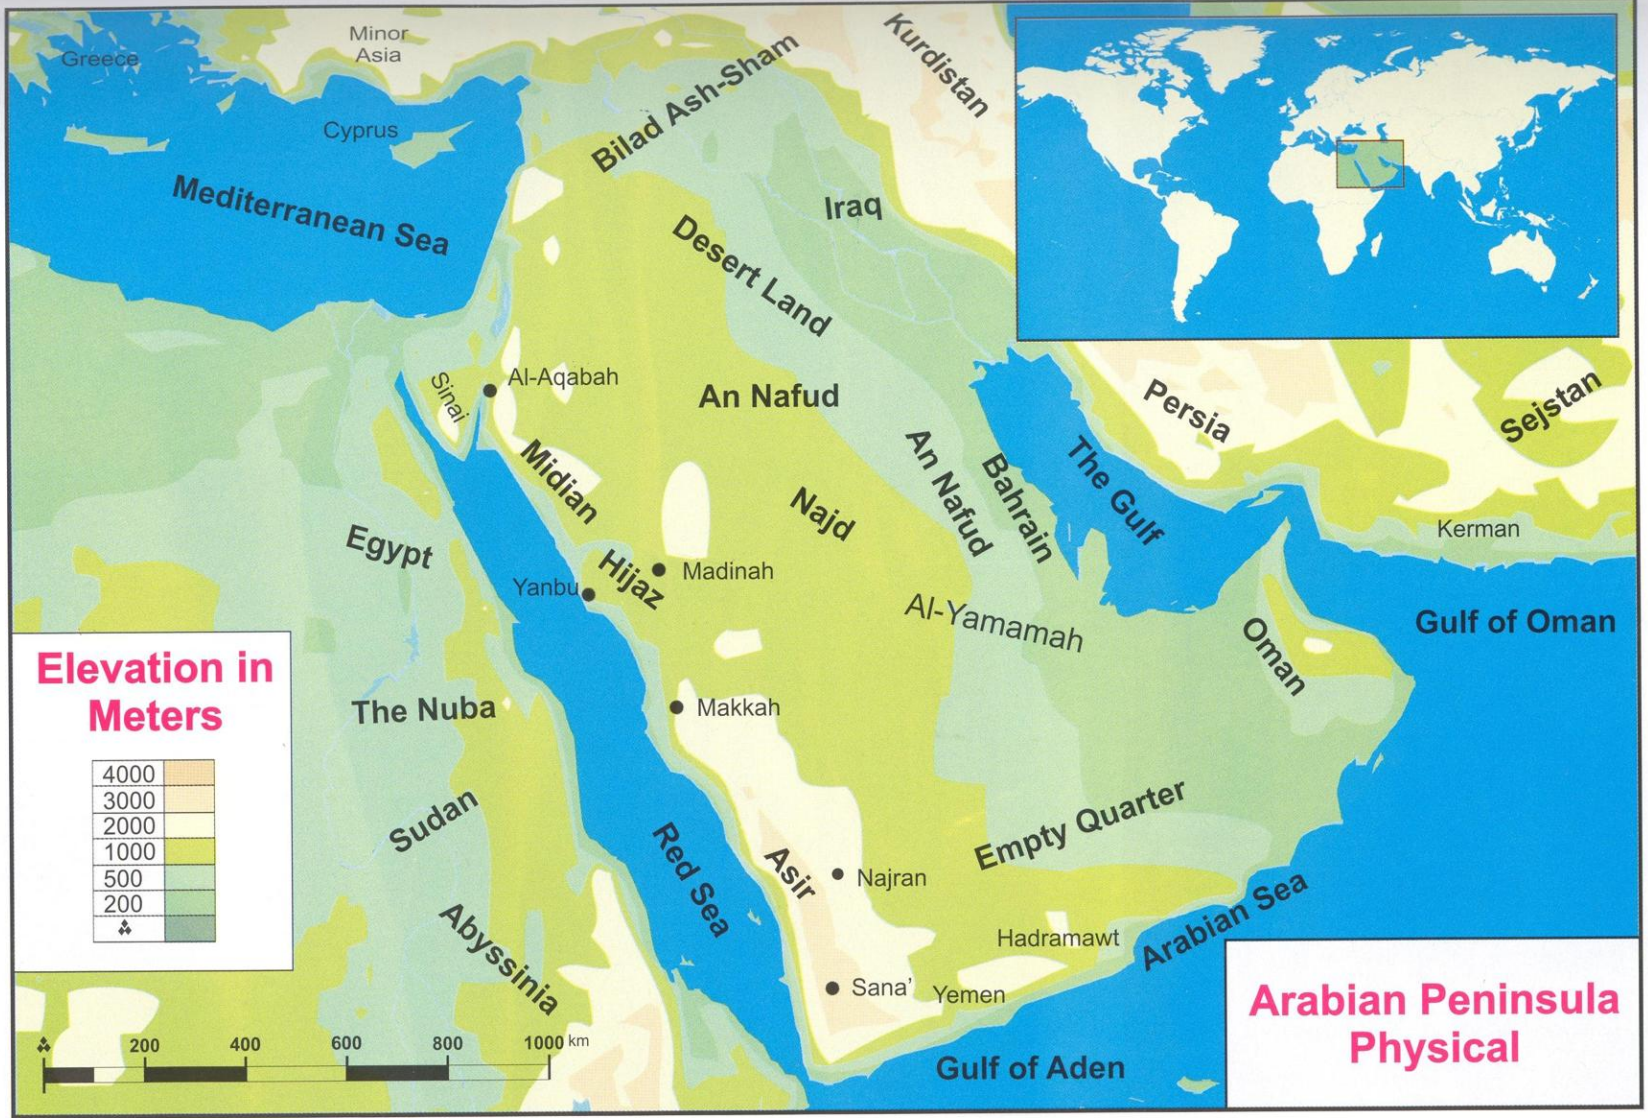 Greece
Minor
Asia
Cyprus
Mediterranean Sea
Bilad Ash-Sham
Kurdistan
Iraq
Desert Land
Sinai
Al-Aqabah
An Nafud
An Nafud
Bahrain
The Gulf
Persia
Sejstan
Kerman
Midian
Najd
Egypt
Hijaz
Madinah
Yanbu
Al-Yamamah
Gulf of Oman
Oman
The Nuba
Makkah
Sudan
Red Sea
Asir
Najran
Empty Quarter
Abyssinia
Hadramawt
Arabian Sea
Sana’
Yemen
Gulf of Aden
Elevation in
Meters
4000
3000
2000
1000
500
200
200 400 600 800 1000 km
Arabian Peninsula
Physical